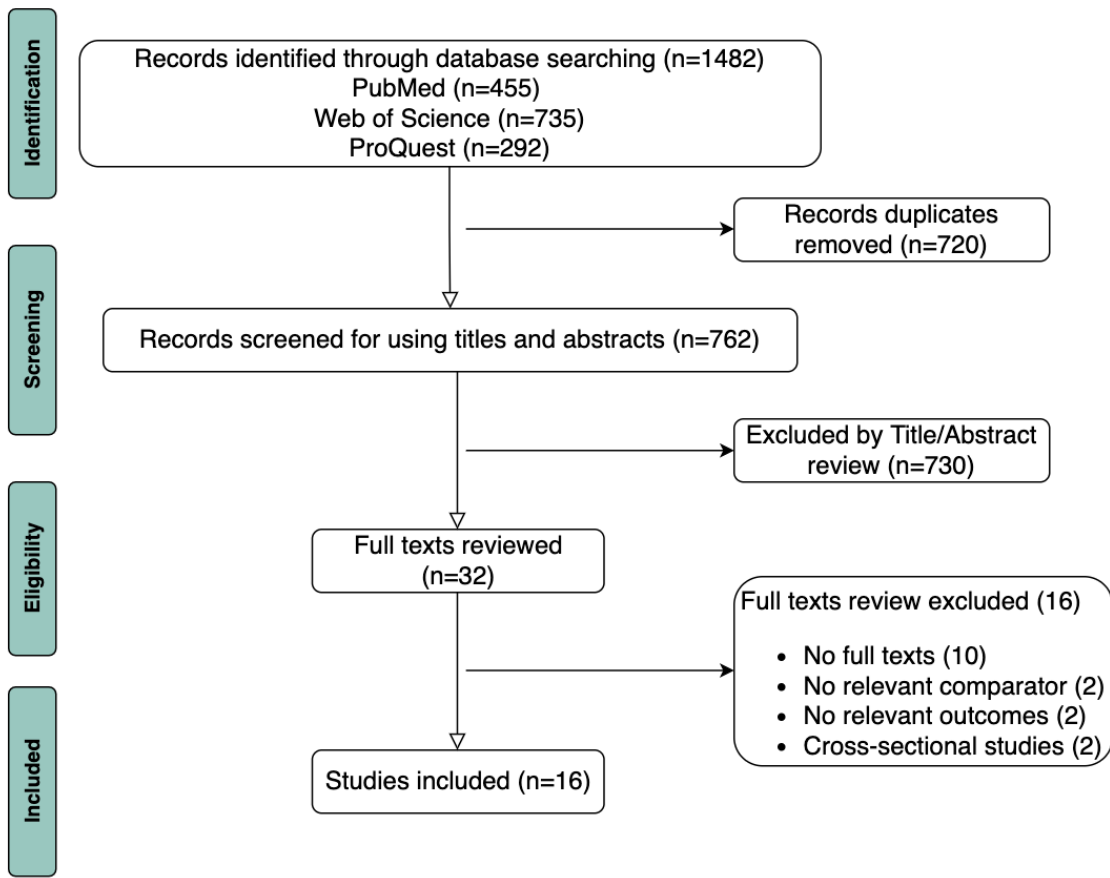 Identification
Records identified through database searching (n=1482)
PubMed (n=455)
Web of Science (n=735)
ProQuest (n=292)
Records duplicates
removed (n=720)
Screening
Records screened for using titles and abstracts (n=762)
Excluded by Title/Abstract
review (n=730)
Eligibility
Full texts reviewed
(n=32)
Full texts review excluded (16)
• No full texts (10)
• No relevant comparator (2)
• No relevant outcomes (2)
• Cross-sectional studies (2)
Included
Studies included (n=16)